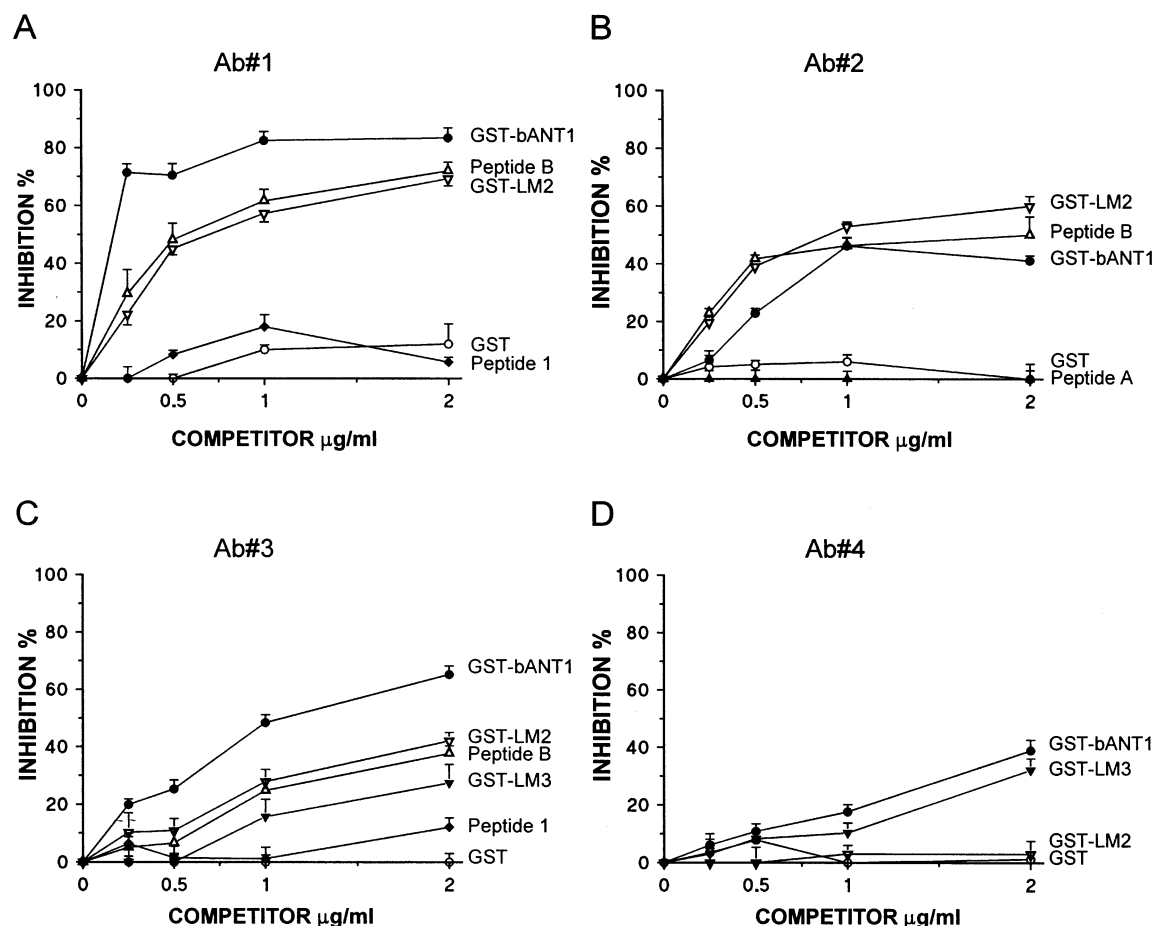 A
Ab#1
100
80
60
40
20
0
INHIBITION %
GST-bANT1
Peptide B
GST-LM2
GST
Peptide 1
0 0.5 1 2
COMPETITOR µg/ml
B
Ab#2
100
80
60
40
20
0
INHIBITION %
GST-LM2
Peptide B
GST-bANT1
GST
Peptide A
0 0.5 1 2
COMPETITOR µg/ml
C
Ab#3
100
80
60
40
20
0
INHIBITION %
GST-bANT1
GST-LM2
Peptide B
GST-LM3
Peptide 1
GST
0 0.5 1 2
COMPETITOR µg/ml
D
Ab#4
100
80
60
40
20
0
INHIBITION %
GST-bANT1
GST-LM3
GST-LM2
GST
0 0.5 1 2
COMPETITOR µg/ml